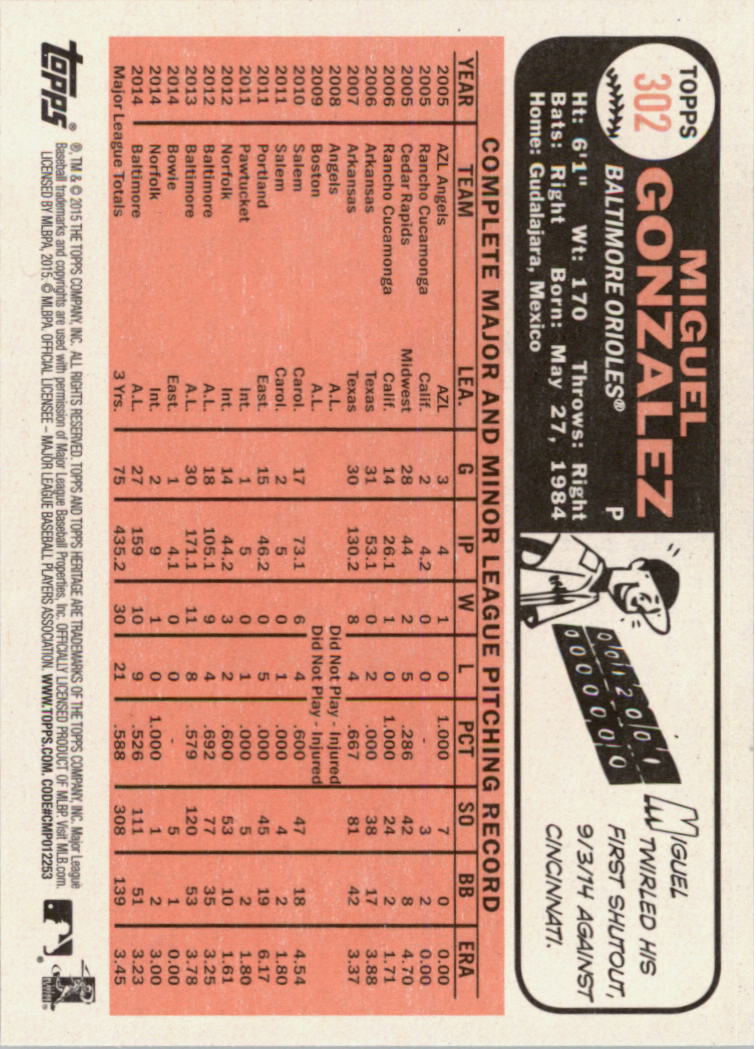 TOPPS
302
MIGUEL
GONZALEZ
BALTIMORE ORIOLES® P
Ht: 6'1" Wt: 170 Throws: Right
Bats: Right Born: May 27, 1984
Home: Gudalajara, Mexico
0 0 1 2 0 0 1
0 0 0 0 0 0 0
MIGUEL
TWIRLED HIS
FIRST SHUTOUT,
9/3/14 AGAINST
CINCINNATI.
COMPLETE MAJOR AND MINOR LEAGUE PITCHING RECORD
YEAR TEAM LEA. G IP W L PCT SO BB ERA
2005 AZL Angels AZL 3 4 1 0 1.000 7 0 0.00
2005 Rancho Cucamonga Calif. 2 4.2 0 0 - 3 2 0.00
2005 Cedar Rapids Midwest 28 44 2 5 .286 42 8 4.70
2006 Rancho Cucamonga Calif. 14 26.1 1 0 1.000 24 2 1.71
2006 Arkansas Texas 31 53.1 0 2 .000 38 17 3.88
2007 Arkansas Texas 30 130.2 8 4 .667 81 42 3.37
2008 Angels A.L. Did Not Play - Injured
2009 Boston A.L. Did Not Play - Injured
2010 Salem Carol. 17 73.1 6 4 .600 47 18 4.54
2011 Salem Carol. 2 5 0 1 .000 4 2 1.80
2011 Portland East. 15 46.2 0 5 .000 45 19 6.17
2011 Pawtucket Int. 1 5 0 1 .000 5 2 1.80
2012 Norfolk Int. 14 44.2 3 2 .600 53 10 1.61
2012 Baltimore A.L. 18 105.1 9 4 .692 77 35 3.25
2013 Baltimore A.L. 30 171.1 11 8 .579 120 53 3.78
2014 Bowie East. 1 4.1 0 0 - 5 1 0.00
2014 Norfolk Int. 2 9 1 0 1.000 1 2 3.00
2014 Baltimore A.L. 27 159 10 9 .526 111 51 3.23
Major League Totals 3 Yrs. 75 435.2 30 21 .588 308 139 3.45
topps®
®, TM & © 2015 THE TOPPS COMPANY, INC. ALL RIGHTS RESERVED. TOPPS AND TOPPS HERITAGE ARE TRADEMARKS OF THE TOPPS COMPANY, INC. Major League
Baseball trademarks and copyrights are used with permission of Major League Baseball Properties, Inc. OFFICIALLY LICENSED PRODUCT OF MLBP. Visit MLB.com.
LICENSED BY MLBPA, 2015. © MLBPA. OFFICIAL LICENSEE – MAJOR LEAGUE BASEBALL PLAYERS ASSOCIATION. WWW.TOPPS.COM. CODE#CMP012253